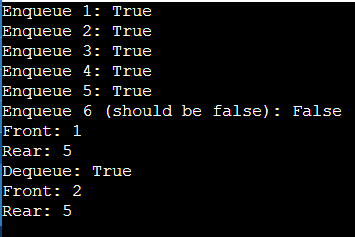 Enqueue 1: True
Enqueue 2: True
Enqueue 3: True
Enqueue 4: True
Enqueue 5: True
Enqueue 6 (should be false): False
Front: 1
Rear: 5
Dequeue: True
Front: 2
Rear: 5